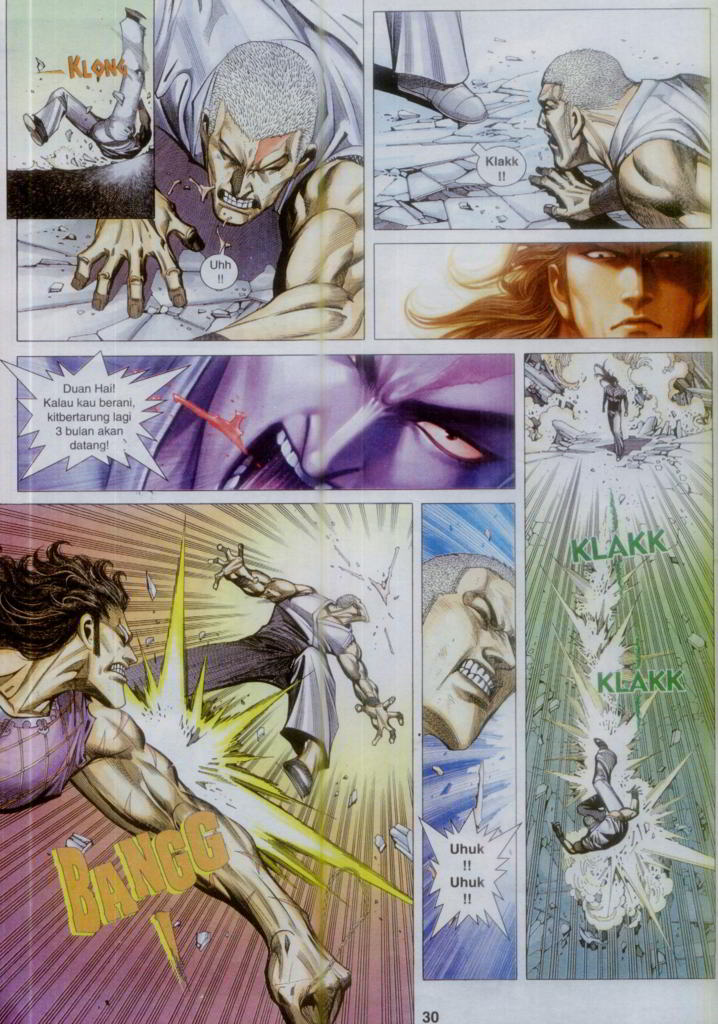 KLONG
Uhh
!!
Klakk
!!
Duan Hai!
Kalau kau berani,
kitbertarung lagi
3 bulan akan
datang!
KLAKK
KLAKK
BANGG
!
Uhuk
!!
Uhuk
!!
30